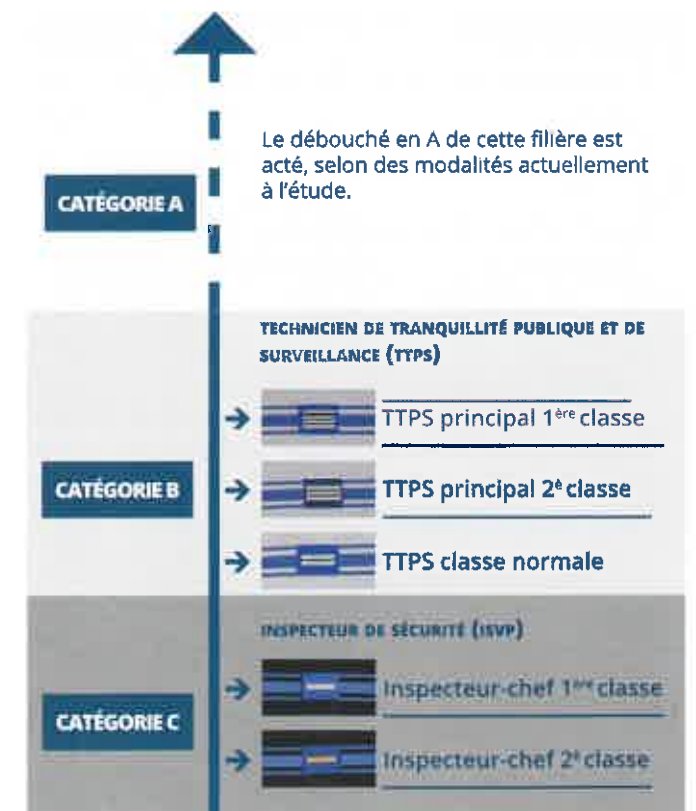 Le débouché en A de cette filière est
acté, selon des modalités actuellement
à l'étude.
CATÉGORIE A
TECHNICIEN DE TRANQUILLITÉ PUBLIQUE ET DE
SURVEILLANCE (TTPS)
TTPS principal 1ère classe
CATÉGORIE B
TTPS principal 2è classe
TTPS classe normale
INSPECTEUR DE SÉCURITÉ (ISVP)
Inspecteur-chef 1ère classe
CATÉGORIE C
Inspecteur-chef 2è classe